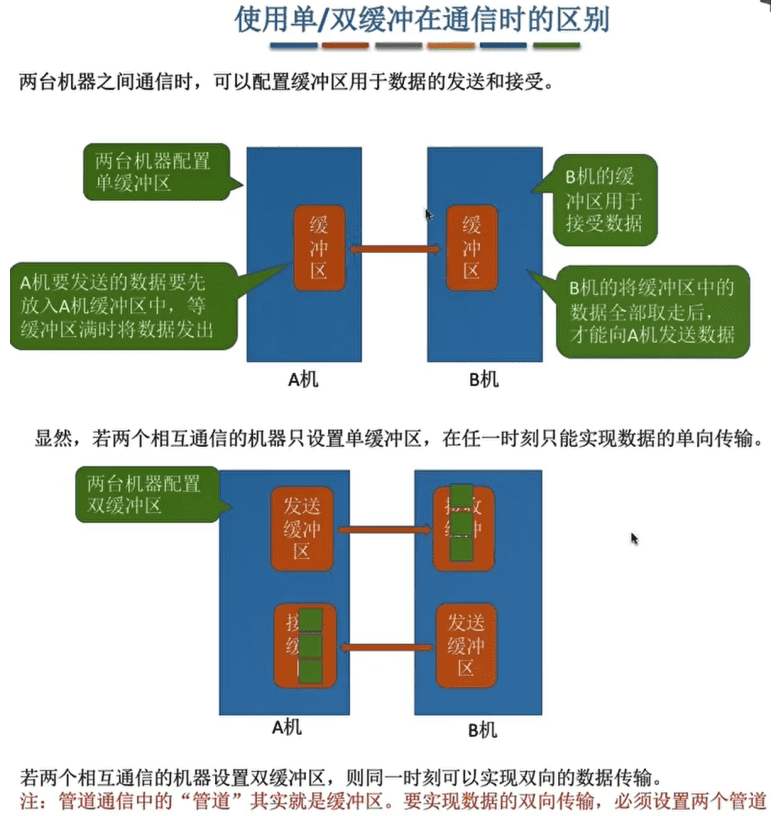 使用单/双缓冲在通信时的区别
两台机器之间通信时，可以配置缓冲区用于数据的发送和接受。
两台机器配置
单缓冲区
B机的缓
冲区用于
接受数据
缓
冲
区
缓
冲
区
A机要发送的数据要先
放入A机缓冲区中，等
缓冲区满时将数据发出
B机的将缓冲区中的
数据全部取走后，
才能向A机发送数据
A机
B机
显然，若两个相互通信的机器只设置单缓冲区，在任一时刻只能实现数据的单向传输。
两台机器配置
双缓冲区
发送
缓冲
区
发送
缓冲
区
A机
B机
若两个相互通信的机器设置双缓冲区，则同一时刻可以实现双向的数据传输。
注：管道通信中的“管道”其实就是缓冲区。要实现数据的双向传输，必须设置两个管道